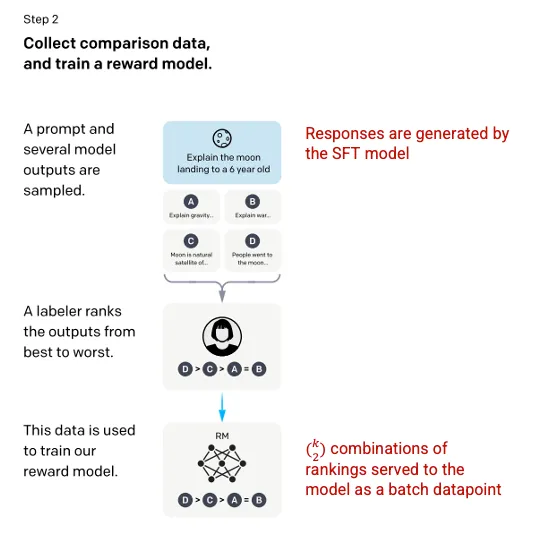 Step 2
Collect comparison data,
and train a reward model.
A prompt and
several model
outputs are
sampled.
Explain the moon
landing to a 6 year old
A
Explain gravity...
B
Explain war...
C
Moon is natural
satellite of...
D
People went to
the moon...
Responses are generated by
the SFT model
A labeler ranks
the outputs from
best to worst.
D > C > A = B
This data is used
to train our
reward model.
RM
D > C > A = B
(k 2) combinations of
rankings served to the
model as a batch datapoint